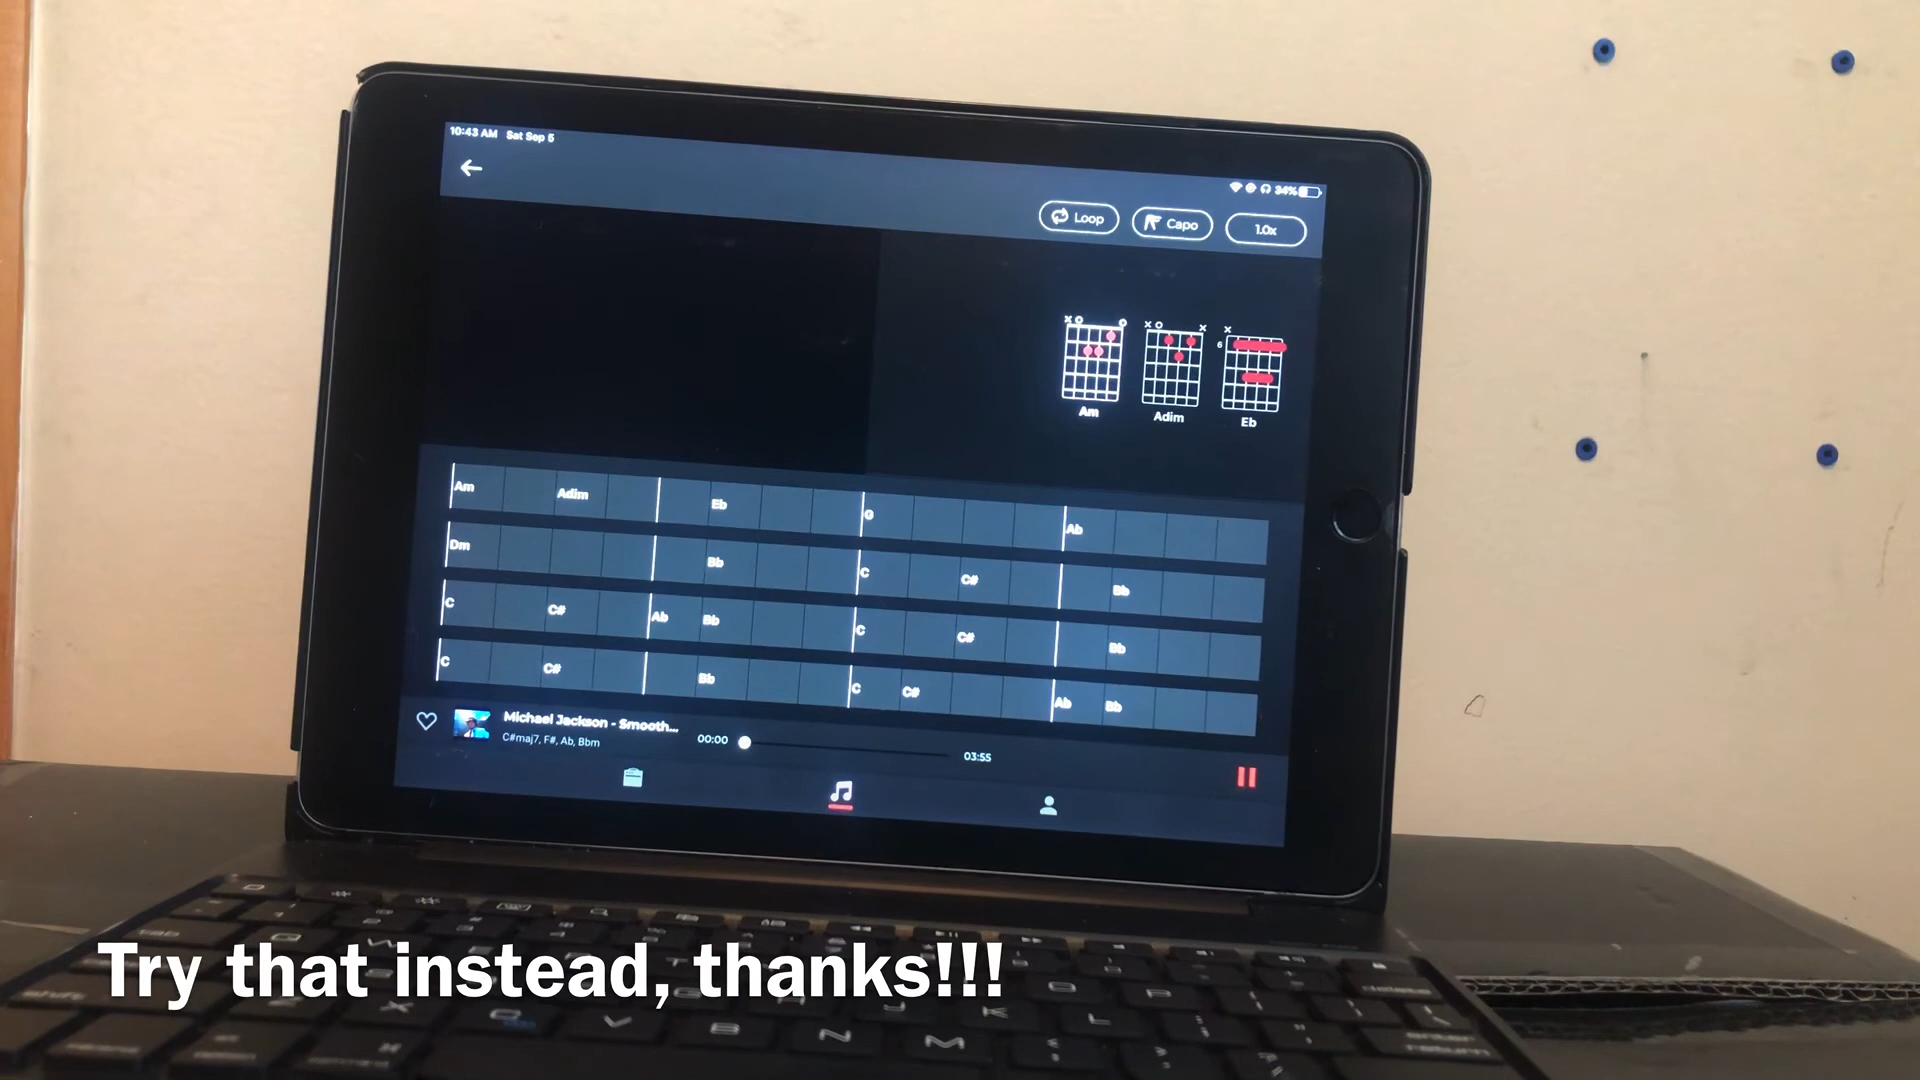 10:43 AM Sat Sep 5
34%
Loop Capo 1.0x
6
Am Adim Eb
Am Adim Eb G Ab
Dm Bb C C# Bb
C C# Ab Bb C C# Bb
C C# Bb C C# Ab Bb
Michael Jackson - Smooth...
C#maj7, F#, Ab, Bbm
00:00 03:55
Try that instead, thanks!!!